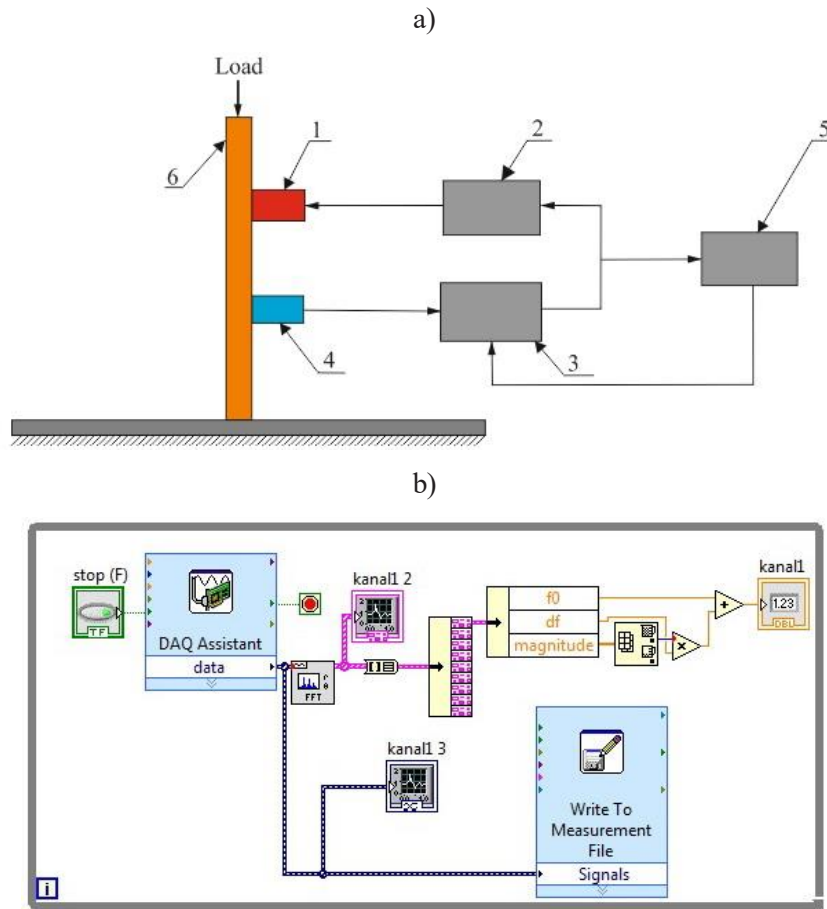 a)
Load
1
2
5
6
4
3
b)
stop (F)
TF
DAQ Assistant
data
kanal1 2
FFT
f0
df
magnitude
kanal1
1.23
DBL
kanal1 3
Write To
Measurement
File
Signals
i